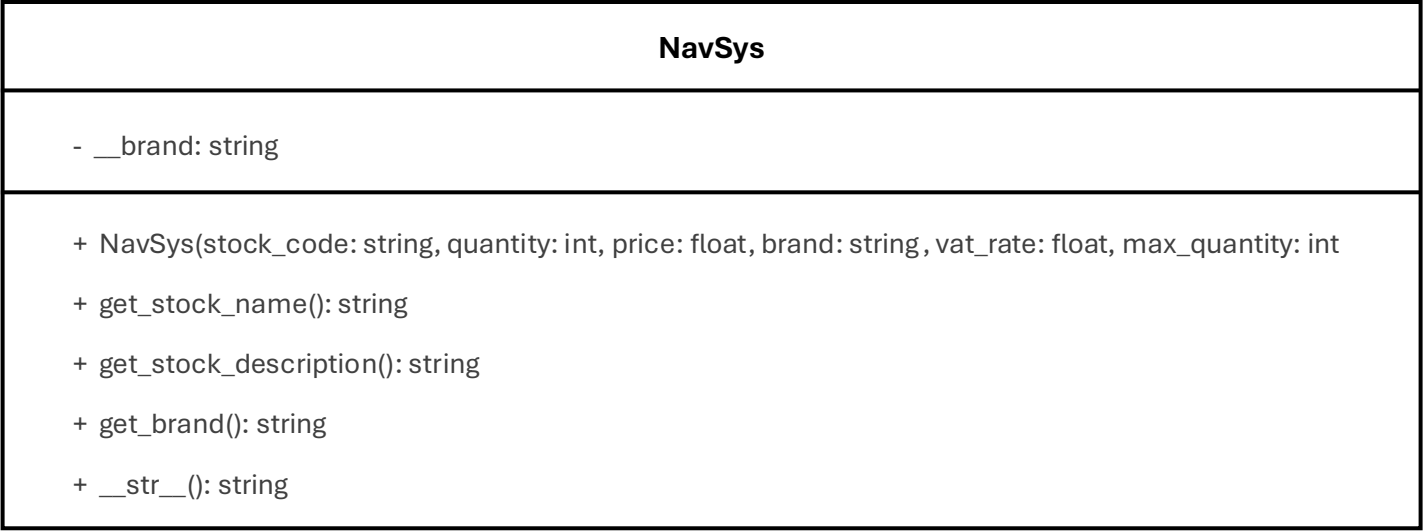 NavSys
- __brand: string
+ NavSys(stock_code: string, quantity: int, price: float, brand: string, vat_rate: float, max_quantity: int
+ get_stock_name(): string
+ get_stock_description(): string
+ get_brand(): string
+ __str__(): string